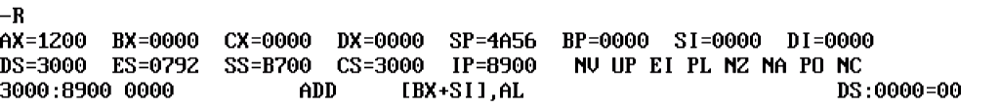 -R
AX=1200  BX=0000  CX=0000  DX=0000  SP=4A56  BP=0000  SI=0000  DI=0000
DS=3000  ES=0792  SS=B700  CS=3000  IP=8900   NV UP EI PL NZ NA PO NC
3000:8900 0000          ADD     [BX+SI],AL                         DS:0000=00